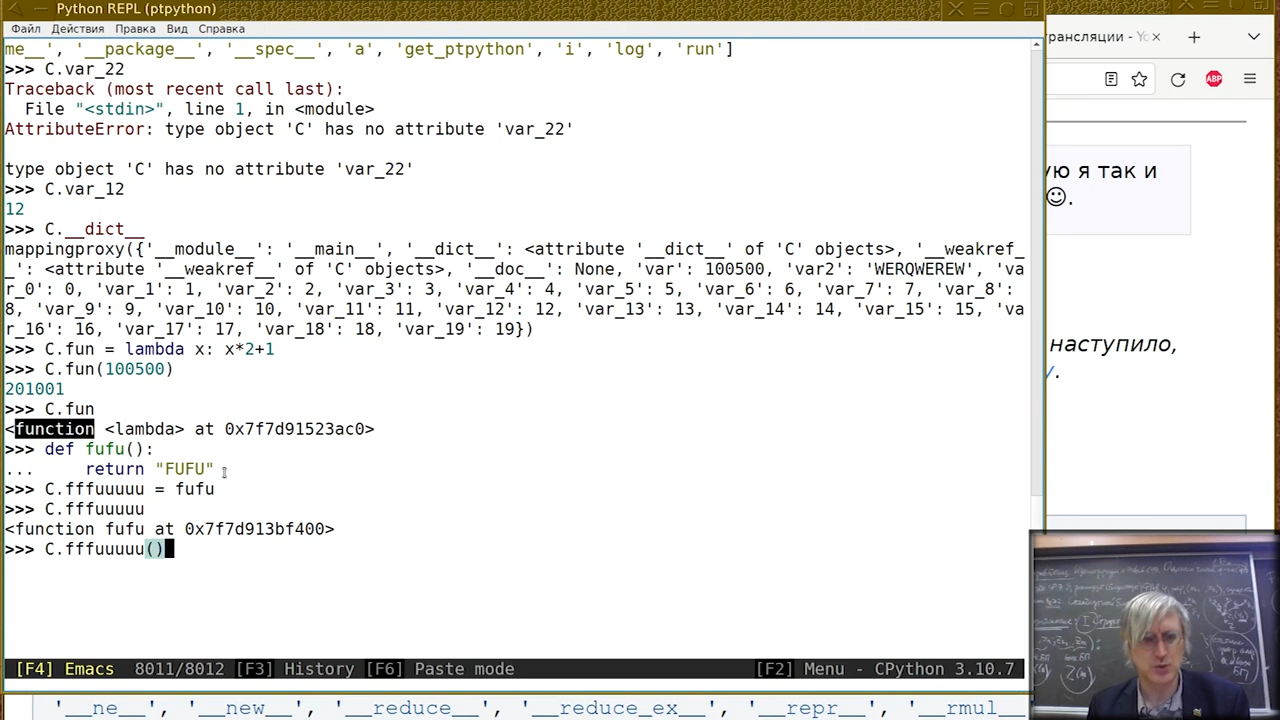 Python REPL (ptpython)
Файл Действия Правка Вид Справка
me__', '__package__', '__spec__', 'a', 'get_ptpython', 'i', 'log', 'run']
>>> C.var_22
Traceback (most recent call last):
  File "<stdin>", line 1, in <module>
AttributeError: type object 'C' has no attribute 'var_22'
type object 'C' has no attribute 'var_22'
>>> C.var_12
12
>>> C.__dict__
mappingproxy({'__module__': '__main__', '__dict__': <attribute '__dict__' of 'C' objects>, '__weakref_
_': <attribute '__weakref__' of 'C' objects>, '__doc__': None, 'var': 100500, 'var2': 'WERQWEREW', 'va
r_0': 0, 'var_1': 1, 'var_2': 2, 'var_3': 3, 'var_4': 4, 'var_5': 5, 'var_6': 6, 'var_7': 7, 'var_8':
8, 'var_9': 9, 'var_10': 10, 'var_11': 11, 'var_12': 12, 'var_13': 13, 'var_14': 14, 'var_15': 15, 'va
r_16': 16, 'var_17': 17, 'var_18': 18, 'var_19': 19})
>>> C.fun = lambda x: x*2+1
>>> C.fun(100500)
201001
>>> C.fun
<function <lambda> at 0x7f7d91523ac0>
>>> def fufu():
...     return "FUFU"
>>> C.fffuuuuu = fufu
>>> C.fffuuuuu
<function fufu at 0x7f7d913bf400>
>>> C.fffuuuuu()
[F4] Emacs 8011/8012 [F3] History [F6] Paste mode [F2] Menu - CPython 3.10.7
трансляции
ABP
ую я так и
☺.
наступило,
.
'__ne__', '__new__', '__reduce__', '__reduce_ex__', '__repr__', '__rmul__